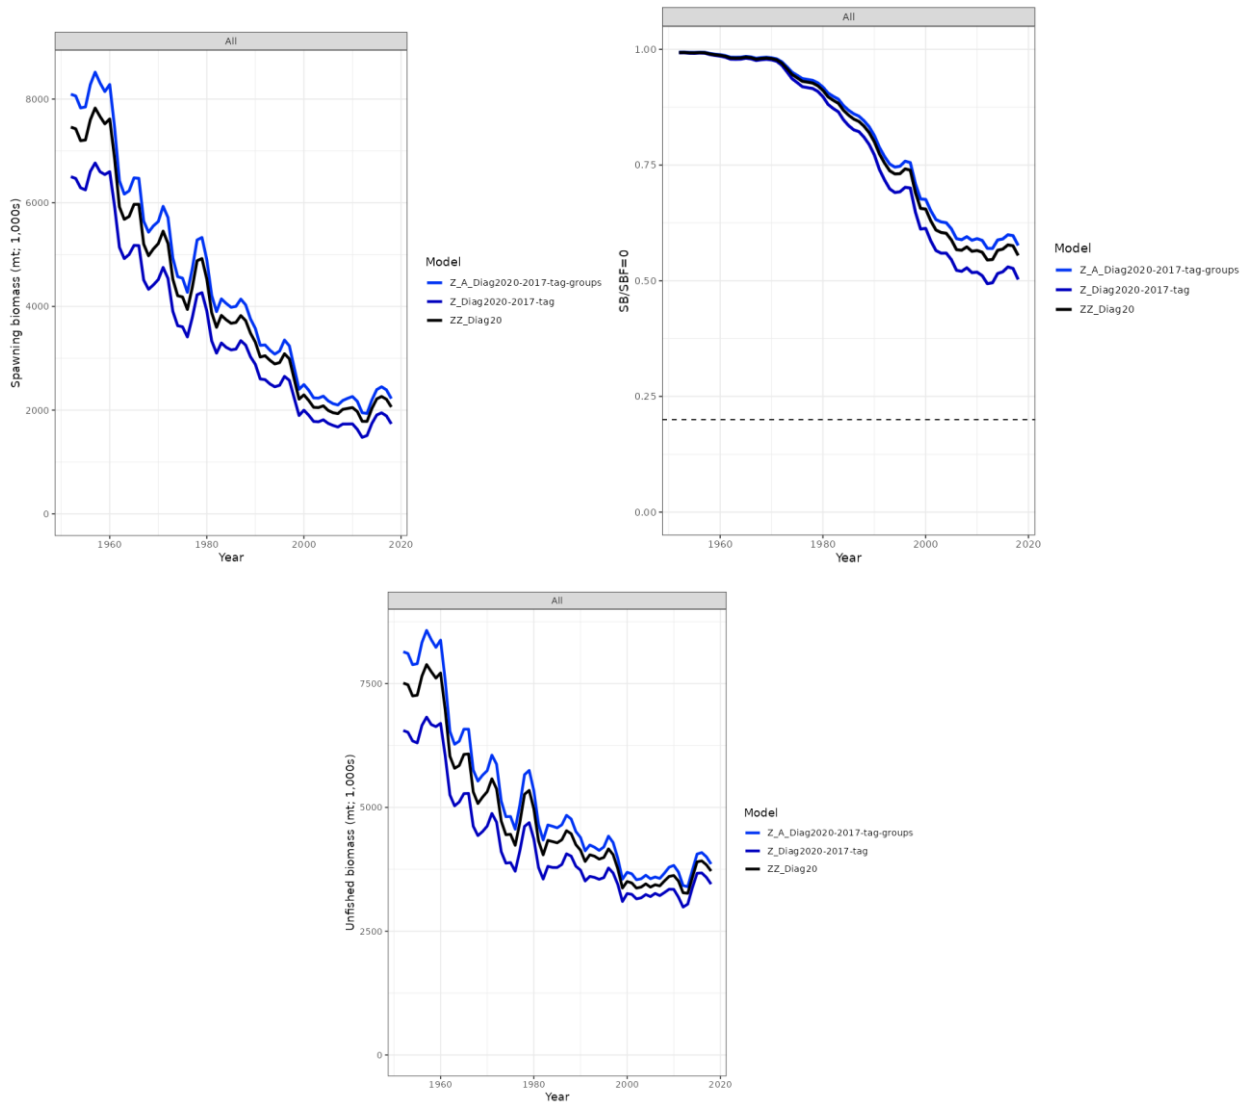 All
Spawning biomass (mt; 1,000s)
8000
6000
4000
2000
0
1960
1980
2000
2020
Year
Model
Z_A_Diag2020-2017-tag-groups
Z_Diag2020-2017-tag
ZZ_Diag20
All
SB/SBF=0
1.00
0.75
0.50
0.25
0.00
1960
1980
2000
2020
Year
Model
Z_A_Diag2020-2017-tag-groups
Z_Diag2020-2017-tag
ZZ_Diag20
All
Unfished biomass (mt; 1,000s)
7500
5000
2500
0
1960
1980
2000
2020
Year
Model
Z_A_Diag2020-2017-tag-groups
Z_Diag2020-2017-tag
ZZ_Diag20